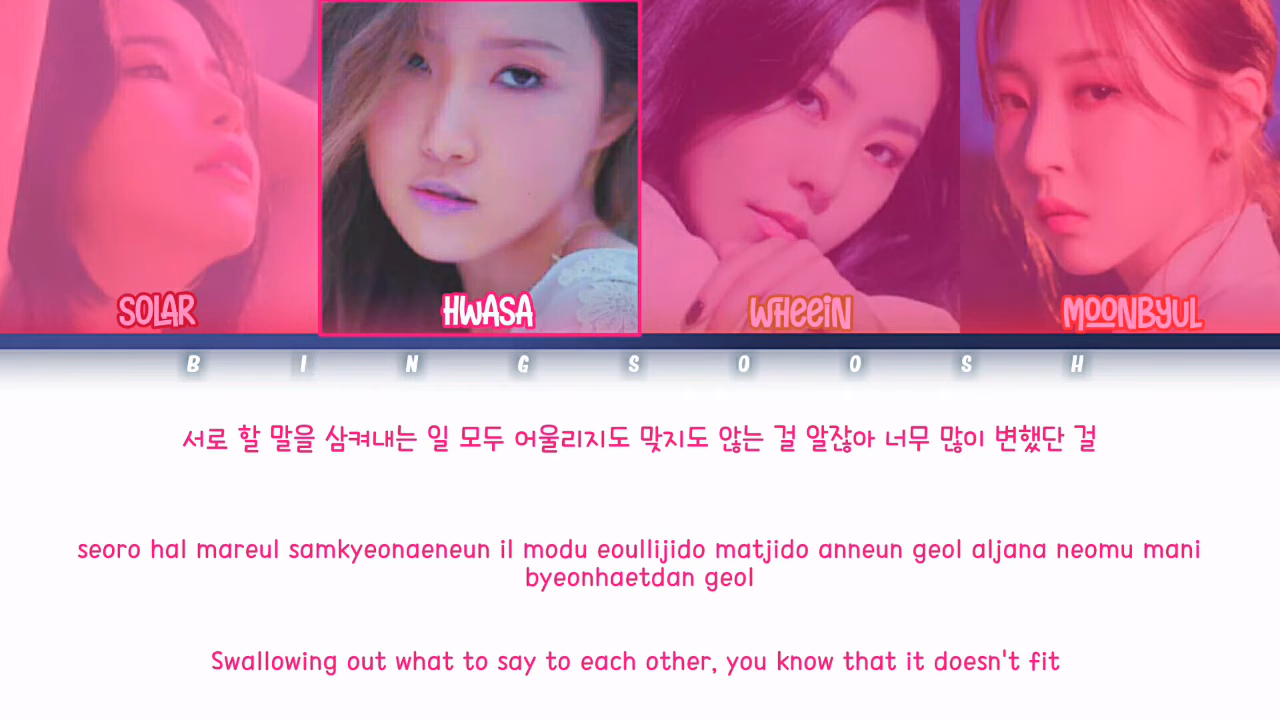 SOLAR
HWASA
WHEEIN
MOONBYUL
B I N G S O O S H
서로 할 말을 삼켜내는 일 모두 어울리지도 맞지도 않는 걸 알잖아 너무 많이 변했단 걸
seoro hal mareul samkyeonaeneun il modu eoullijido matjido anneun geol aljana neomu mani
byeonhaetdan geol
Swallowing out what to say to each other, you know that it doesn't fit